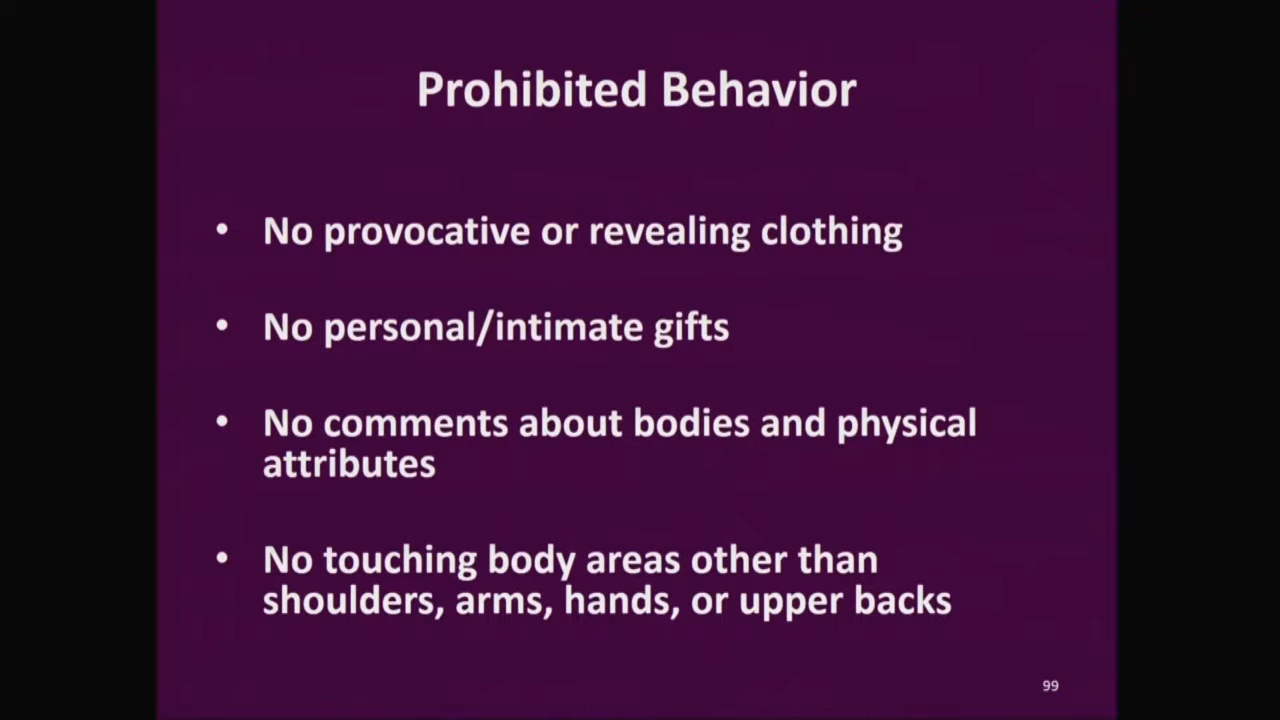 Prohibited Behavior
• No provocative or revealing clothing
• No personal/intimate gifts
• No comments about bodies and physical
attributes
• No touching body areas other than
shoulders, arms, hands, or upper backs
99